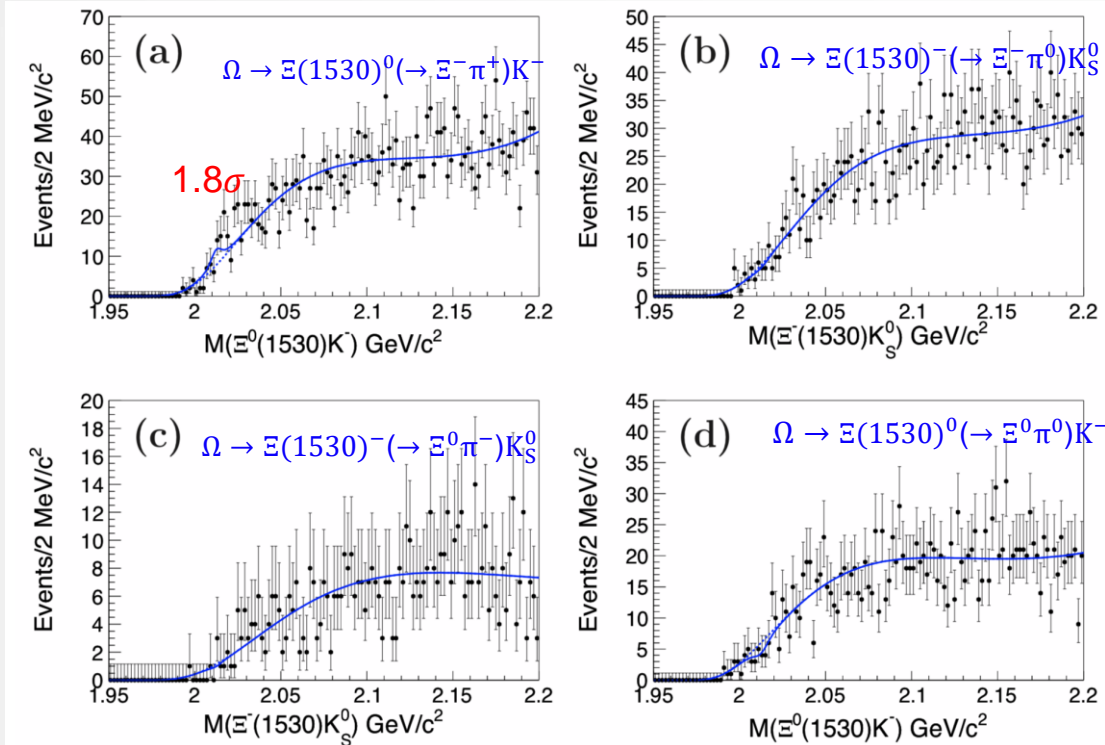 (a)
Ω → Ξ(1530)⁰(→ Ξ⁻π⁺)K⁻
1.8σ
Events/2 MeV/c²
70
60
50
40
30
20
10
0
1.95 2 2.05 2.1 2.15 2.2
M(Ξ⁰(1530)K⁻) GeV/c²
(b)
Ω → Ξ(1530)⁻(→ Ξ⁻π⁰)K_S⁰
Events/2 MeV/c²
50
45
40
35
30
25
20
15
10
5
0
1.95 2 2.05 2.1 2.15 2.2
M(Ξ⁻(1530)K_S⁰) GeV/c²
(c)
Ω → Ξ(1530)⁻(→ Ξ⁰π⁻)K_S⁰
Events/2 MeV/c²
20
18
16
14
12
10
8
6
4
2
0
1.95 2 2.05 2.1 2.15 2.2
M(Ξ⁻(1530)K_S⁰) GeV/c²
(d)
Ω → Ξ(1530)⁰(→ Ξ⁰π⁰)K⁻
Events/2 MeV/c²
45
40
35
30
25
20
15
10
5
0
1.95 2 2.05 2.1 2.15 2.2
M(Ξ⁰(1530)K⁻) GeV/c²